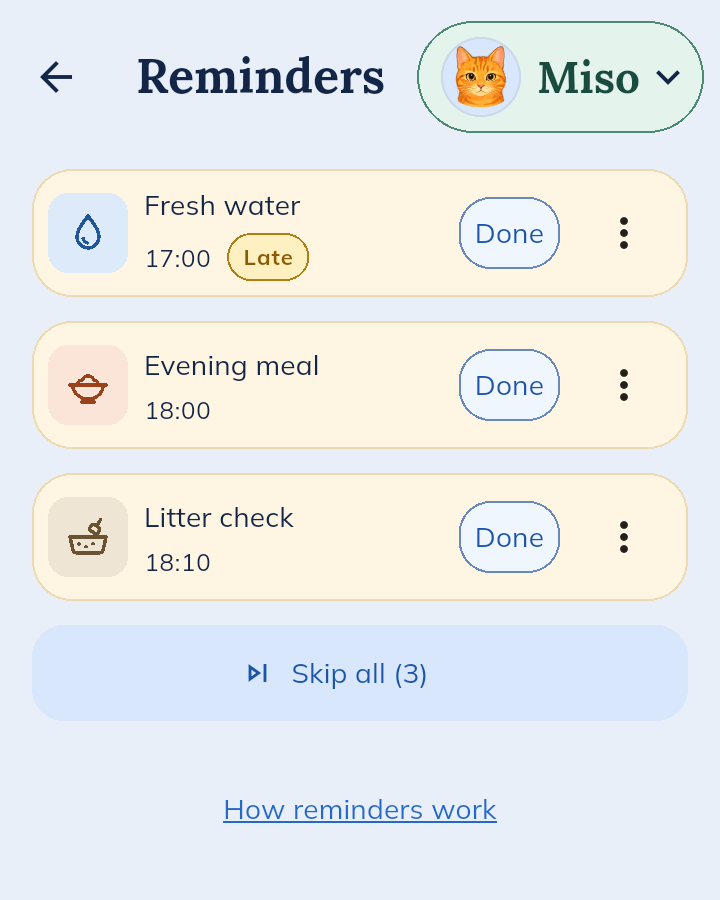 Reminders
Miso
Fresh water
17:00 Late
Done
Evening meal
18:00
Done
Litter check
18:10
Done
Skip all (3)
How reminders work